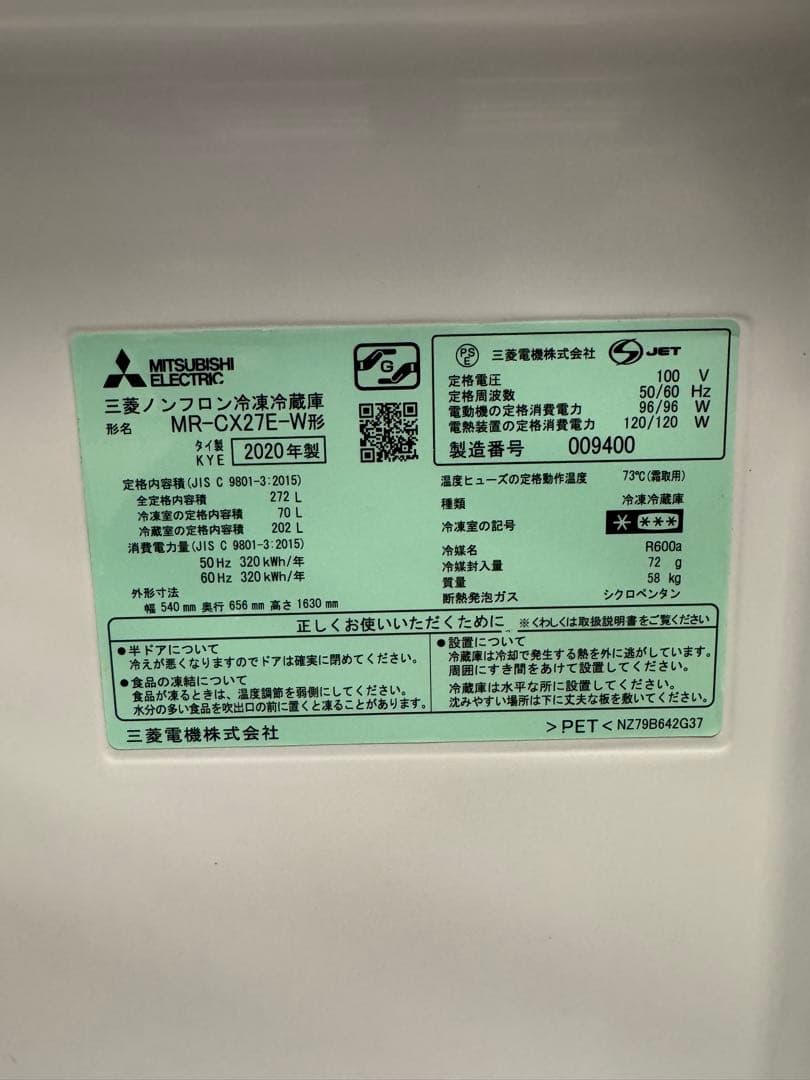 MITSUBISHI
ELECTRIC
三菱ノンフロン冷凍冷蔵庫
形名 MR-CX27E-W形
タイ製
KYE
2020年製
G
PS
E
三菱電機株式会社
JET
定格電圧 100 V
定格周波数 50/60 Hz
電動機の定格消費電力 96/96 W
電熱装置の定格消費電力 120/120 W
製造番号 009400
定格内容積(JIS C 9801-3:2015)
全定格内容積 272 L
冷凍室の定格内容積 70 L
冷蔵室の定格内容積 202 L
消費電力量(JIS C 9801-3:2015)
50Hz 320kWh/年
60Hz 320kWh/年
外形寸法
幅 540mm 奥行 656mm 高さ 1630mm
温度ヒューズの定格動作温度 73℃(霜取用)
種類 冷凍冷蔵庫
冷凍室の記号 * ***
冷媒名 R600a
冷媒封入量 72 g
質量 58 kg
断熱発泡ガス シクロペンタン
正しくお使いいただくために ※くわしくは取扱説明書をご覧ください
●半ドアについて
冷えが悪くなりますのでドアは確実に閉めてください。
●食品の凍結について
食品が凍るときは、温度調節を弱側にしてください。
水分の多い食品を吹出口の前に置くと凍ることがあります。
●設置について
冷蔵庫は冷却で発生する熱を外に逃がしています。
周囲にすき間をあけて設置してください。
冷蔵庫は水平な所に設置してください。
沈みやすい場所は下に丈夫な板を敷いてください。
三菱電機株式会社
>PET< NZ79B642G37